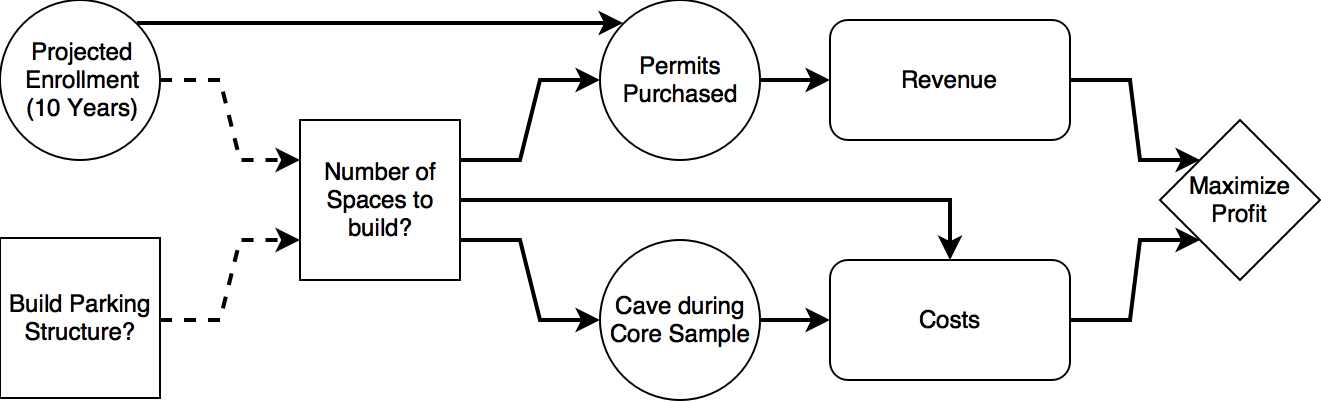 Projected
Enrollment
(10 Years)
Permits
Purchased
Revenue
Number of
Spaces to
build?
Maximize
Profit
Build Parking
Structure?
Cave during
Core Sample
Costs